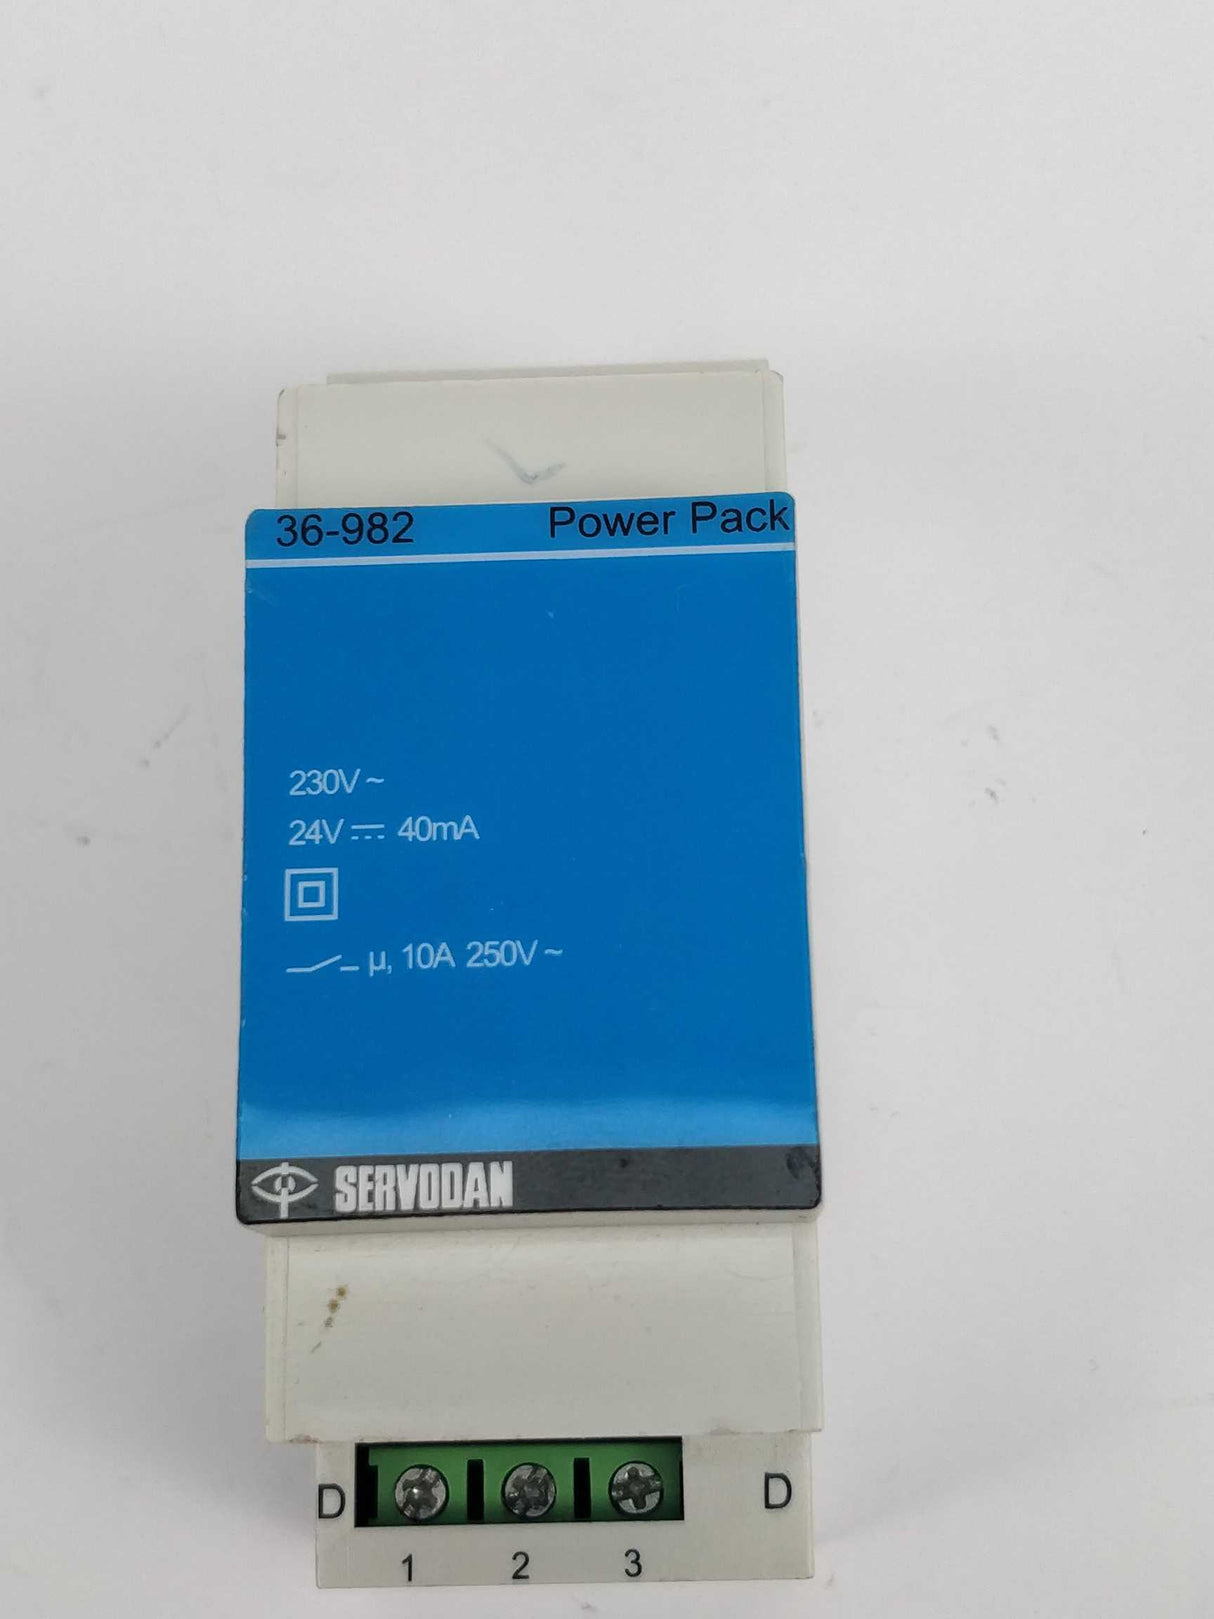 36-982 Power Pack
230V ~
24V ⎓ 40mA
µ, 10A 250V ~
SERVODAN
D D
1 2 3